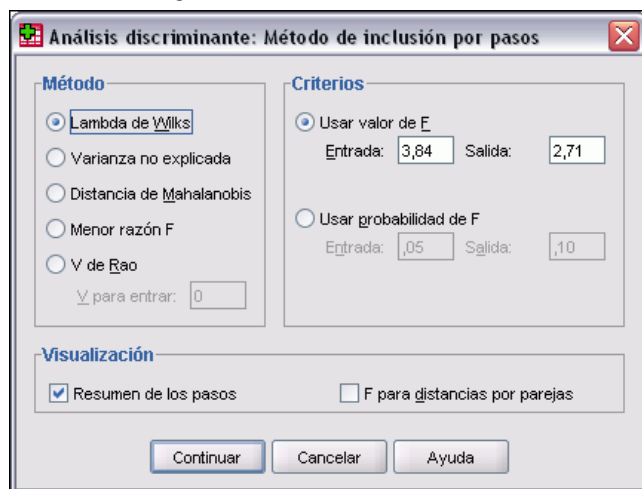 Análisis discriminante: Método de inclusión por pasos
Método
Lambda de Wilks
Varianza no explicada
Distancia de Mahalanobis
Menor razón F
V de Rao
V para entrar: 0
Criterios
Usar valor de F
Entrada: 3,84 Salida: 2,71
Usar probabilidad de F
Entrada: ,05 Salida: ,10
Visualización
Resumen de los pasos
F para distancias por parejas
Continuar Cancelar Ayuda